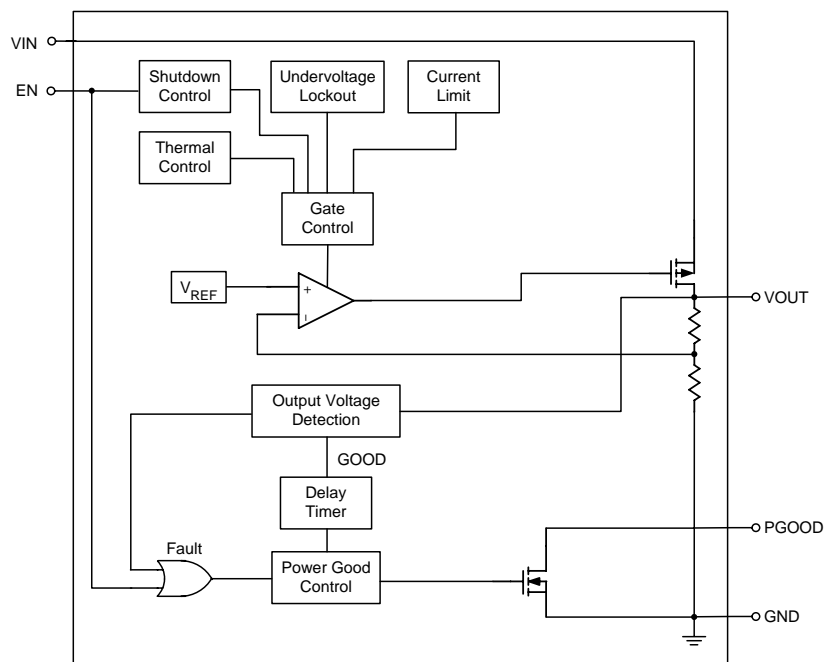 VIN
EN
Shutdown
Control
Undervoltage
Lockout
Current
Limit
Thermal
Control
Gate
Control
VREF
+
–
VOUT
Output Voltage
Detection
GOOD
Delay
Timer
PGOOD
Fault
Power Good
Control
GND